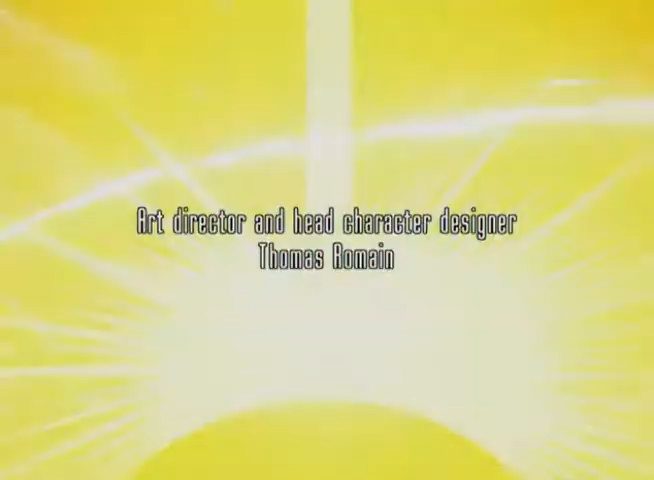 Art director and head character designer
Thomas Romain